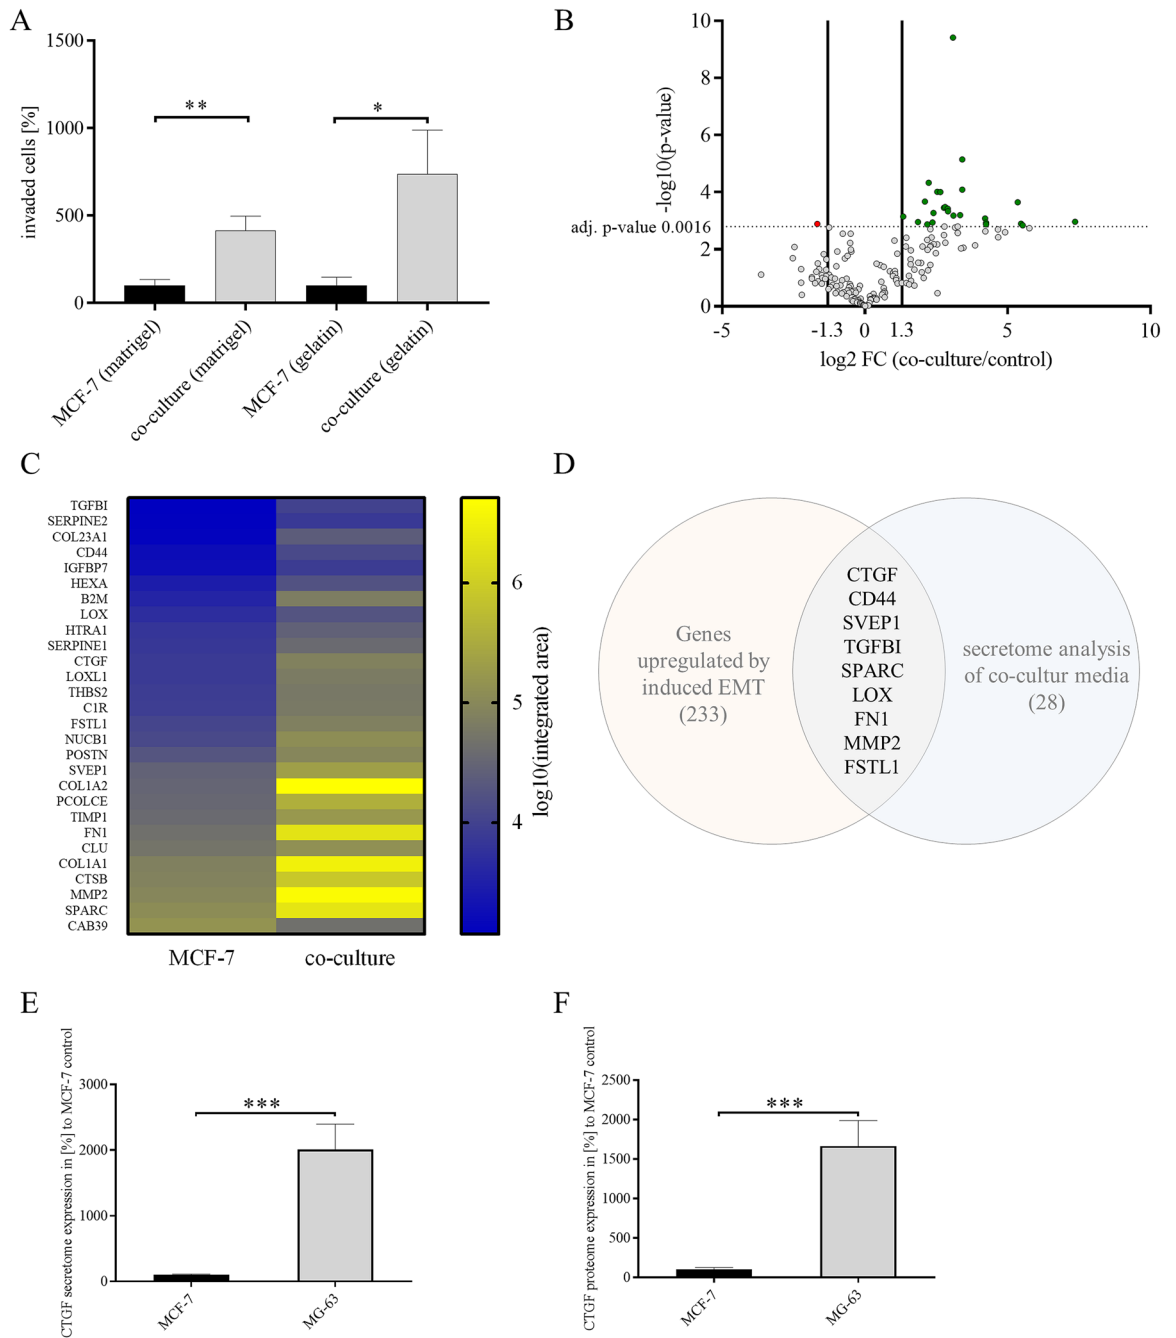 A
1500
1000
500
0
invaded cells [%]
**
*
MCF-7 (matrigel)
co-culture (matrigel)
MCF-7 (gelatin)
co-culture (gelatin)
B
10
8
6
4
2
0
-log10(p-value)
adj. p-value 0.0016
-5
-1.3
0
1.3
5
10
log2 FC (co-culture/control)
C
TGFBI
SERPINE2
COL23A1
CD44
IGFBP7
HEXA
B2M
LOX
HTRA1
SERPINE1
CTGF
LOXL1
THBS2
C1R
FSTL1
NUCB1
POSTN
SVEP1
COL1A2
PCOLCE
TIMP1
FN1
CLU
COL1A1
CTSB
MMP2
SPARC
CAB39
MCF-7
co-culture
6
5
4
log10(integrated area)
D
Genes
upregulated by
induced EMT
(233)
CTGF
CD44
SVEP1
TGFBI
SPARC
LOX
FN1
MMP2
FSTL1
secretome analysis
of co-cultur media
(28)
E
CTGF secretome expression in [%] to MCF-7 control
3000
2000
1000
0
***
MCF-7
MG-63
F
CTGF proteome expression in [%] to MCF-7 control
2500
2000
1500
1000
500
0
***
MCF-7
MG-63